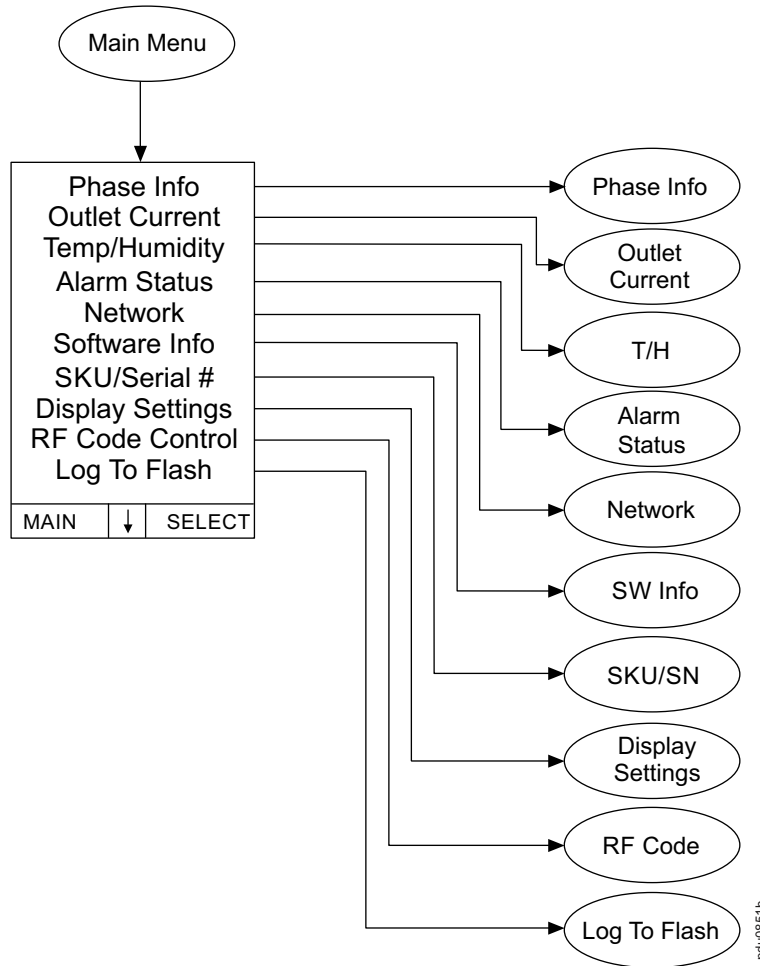 Main Menu
Phase Info
Outlet Current
Temp/Humidity
Alarm Status
Network
Software Info
SKU/Serial #
Display Settings
RF Code Control
Log To Flash
MAIN ↓ SELECT
Phase Info
Outlet
Current
T/H
Alarm
Status
Network
SW Info
SKU/SN
Display
Settings
RF Code
Log To Flash
pdu0851b